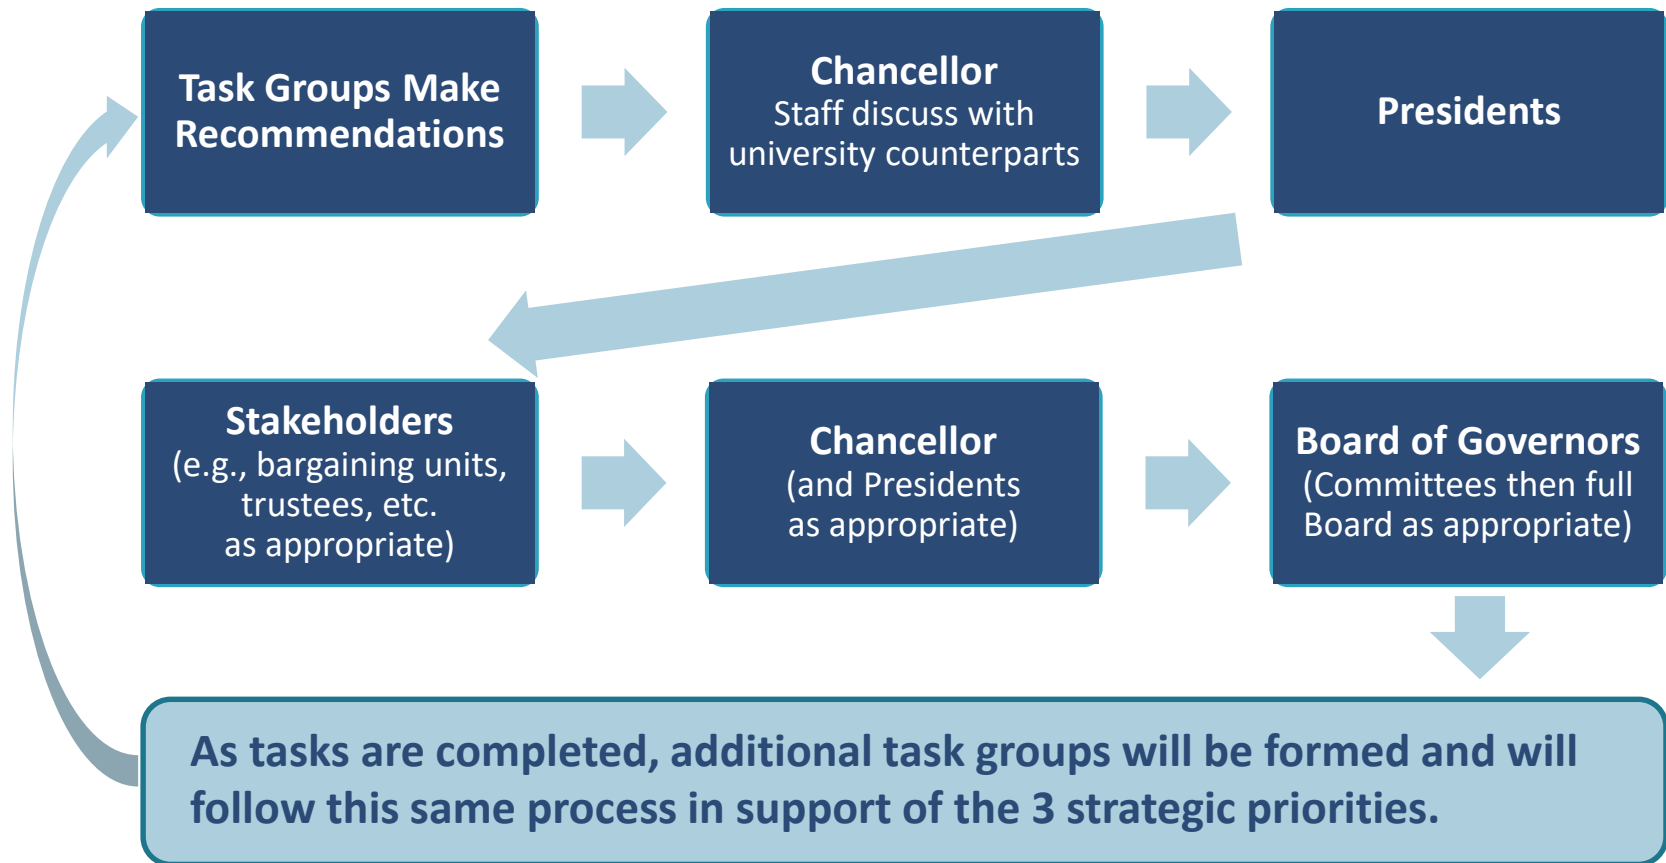 Task Groups Make
Recommendations
Chancellor
Staff discuss with
university counterparts
Presidents
Stakeholders
(e.g., bargaining units,
trustees, etc.
as appropriate)
Chancellor
(and Presidents
as appropriate)
Board of Governors
(Committees then full
Board as appropriate)
As tasks are completed, additional task groups will be formed and will
follow this same process in support of the 3 strategic priorities.